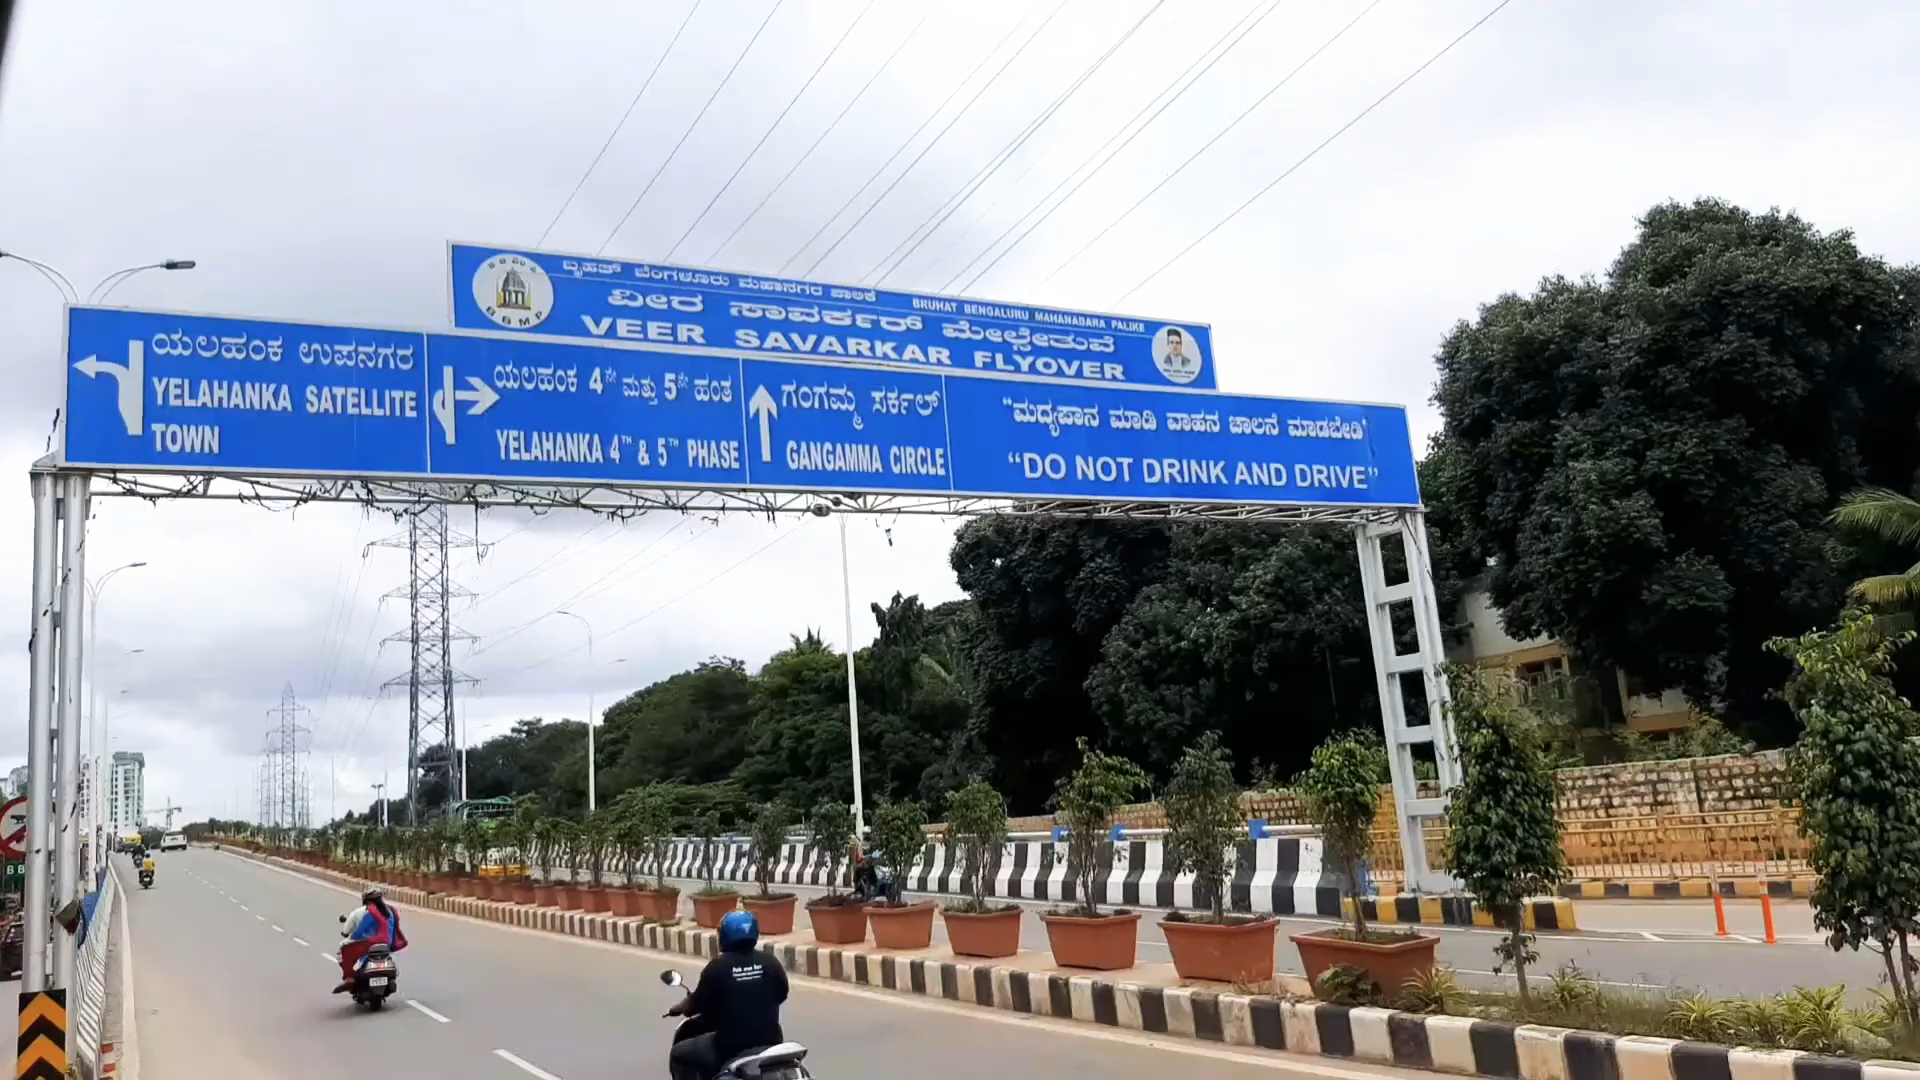 ಬೃಹತ್ ಬೆಂಗಳೂರು ಮಹಾನಗರ ಪಾಲಿಕೆ BRUHAT BENGALURU MAHANABARA PALIKE
ವೀರ ಸಾವರ್ಕರ್ ಮೇಲ್ಸೇತುವೆ
VEER SAVARKAR FLYOVER
BBMP
ಯಲಹಂಕ ಉಪನಗರ
YELAHANKA SATELLITE
TOWN
ಯಲಹಂಕ 4ನೇ ಮತ್ತು 5ನೇ ಹಂತ
YELAHANKA 4TH & 5TH PHASE
ಗಂಗಮ್ಮ ಸರ್ಕಲ್
GANGAMMA CIRCLE
"ಮದ್ಯಪಾನ ಮಾಡಿ ವಾಹನ ಚಾಲನೆ ಮಾಡಬೇಡಿ"
"DO NOT DRINK AND DRIVE"